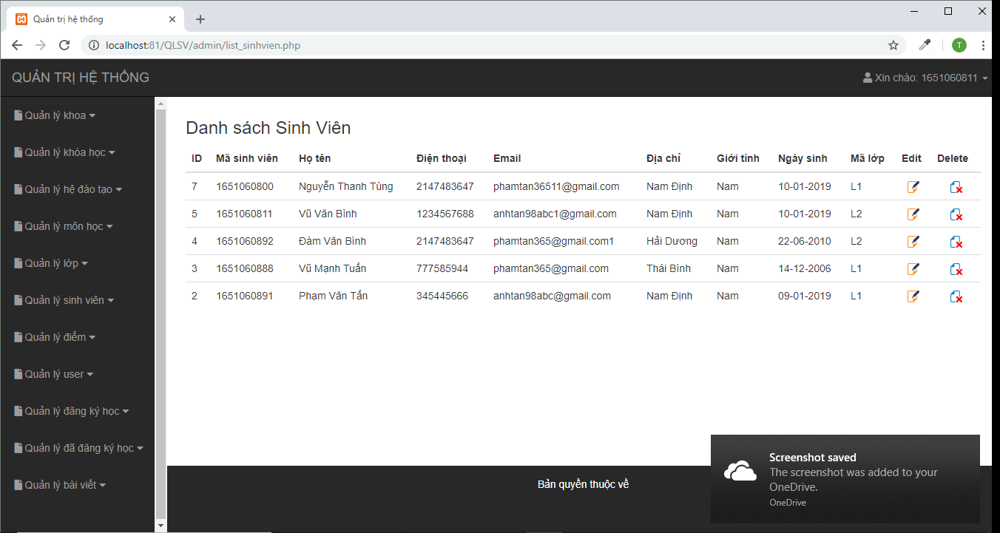 Quản trị hệ thống
localhost:81/QLSV/admin/list_sinhvien.php
T
QUẢN TRỊ HỆ THỐNG
Xin chào: 1651060811
Quản lý khoa
Quản lý khóa học
Quản lý hệ đào tạo
Quản lý môn học
Quản lý lớp
Quản lý sinh viên
Quản lý điểm
Quản lý user
Quản lý đăng ký học
Quản lý đã đăng ký học
Quản lý bài viết
Danh sách Sinh Viên
ID Mã sinh viên Họ tên Điện thoại Email Địa chỉ Giới tính Ngày sinh Mã lớp Edit Delete
7 1651060800 Nguyễn Thanh Tùng 2147483647 phamtan36511@gmail.com Nam Định Nam 10-01-2019 L1
5 1651060811 Vũ Văn Bình 1234567688 anhtan98abc1@gmail.com Nam Định Nam 10-01-2019 L2
4 1651060892 Đàm Văn Bình 2147483647 phamtan365@gmail.com1 Hải Dương Nam 22-06-2010 L2
3 1651060888 Vũ Mạnh Tuấn 777585944 phamtan365@gmail.com Thái Bình Nam 14-12-2006 L1
2 1651060891 Phạm Văn Tấn 345445666 anhtan98abc@gmail.com Nam Định Nam 09-01-2019 L1
Bản quyền thuộc về
Screenshot saved
The screenshot was added to your
OneDrive.
OneDrive